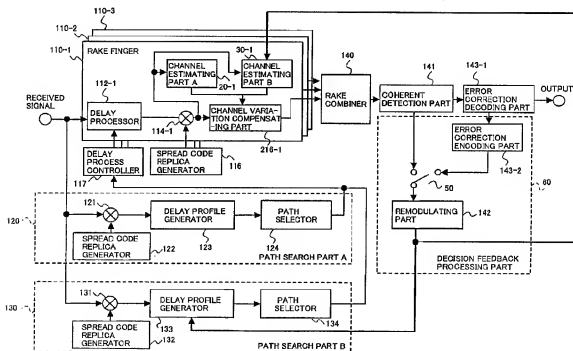 110-3
110-2
110-1
RAKE FINGER
30-1
CHANNEL
ESTIMATING
PART A
CHANNEL
ESTIMATING
PART B
20-1
112-1
RECEIVED
SIGNAL
DELAY
PROCESSOR
114-1
CHANNEL VARIA-
TION COMPENSAT-
ING PART
216-1
140
RAKE
COMBINER
141
COHERENT
DETECTION PART
143-1
ERROR
CORRECTION
DECODING PART
OUTPUT
ERROR
CORRECTION
ENCODING PART
143-2
DELAY
PROCESS
CONTROLLER
117
SPREAD CODE
REPLICA
GENERATOR
116
50
60
REMODULATING
PART
142
DECISION FEEDBACK
PROCESSING PART
120
121
DELAY PROFILE
GENERATOR
123
PATH
SELECTOR
124
SPREAD CODE
REPLICA
GENERATOR
122
PATH SEARCH PART A
130
131
DELAY PROFILE
GENERATOR
133
PATH
SELECTOR
134
SPREAD CODE
REPLICA
GENERATOR
132
PATH SEARCH PART B